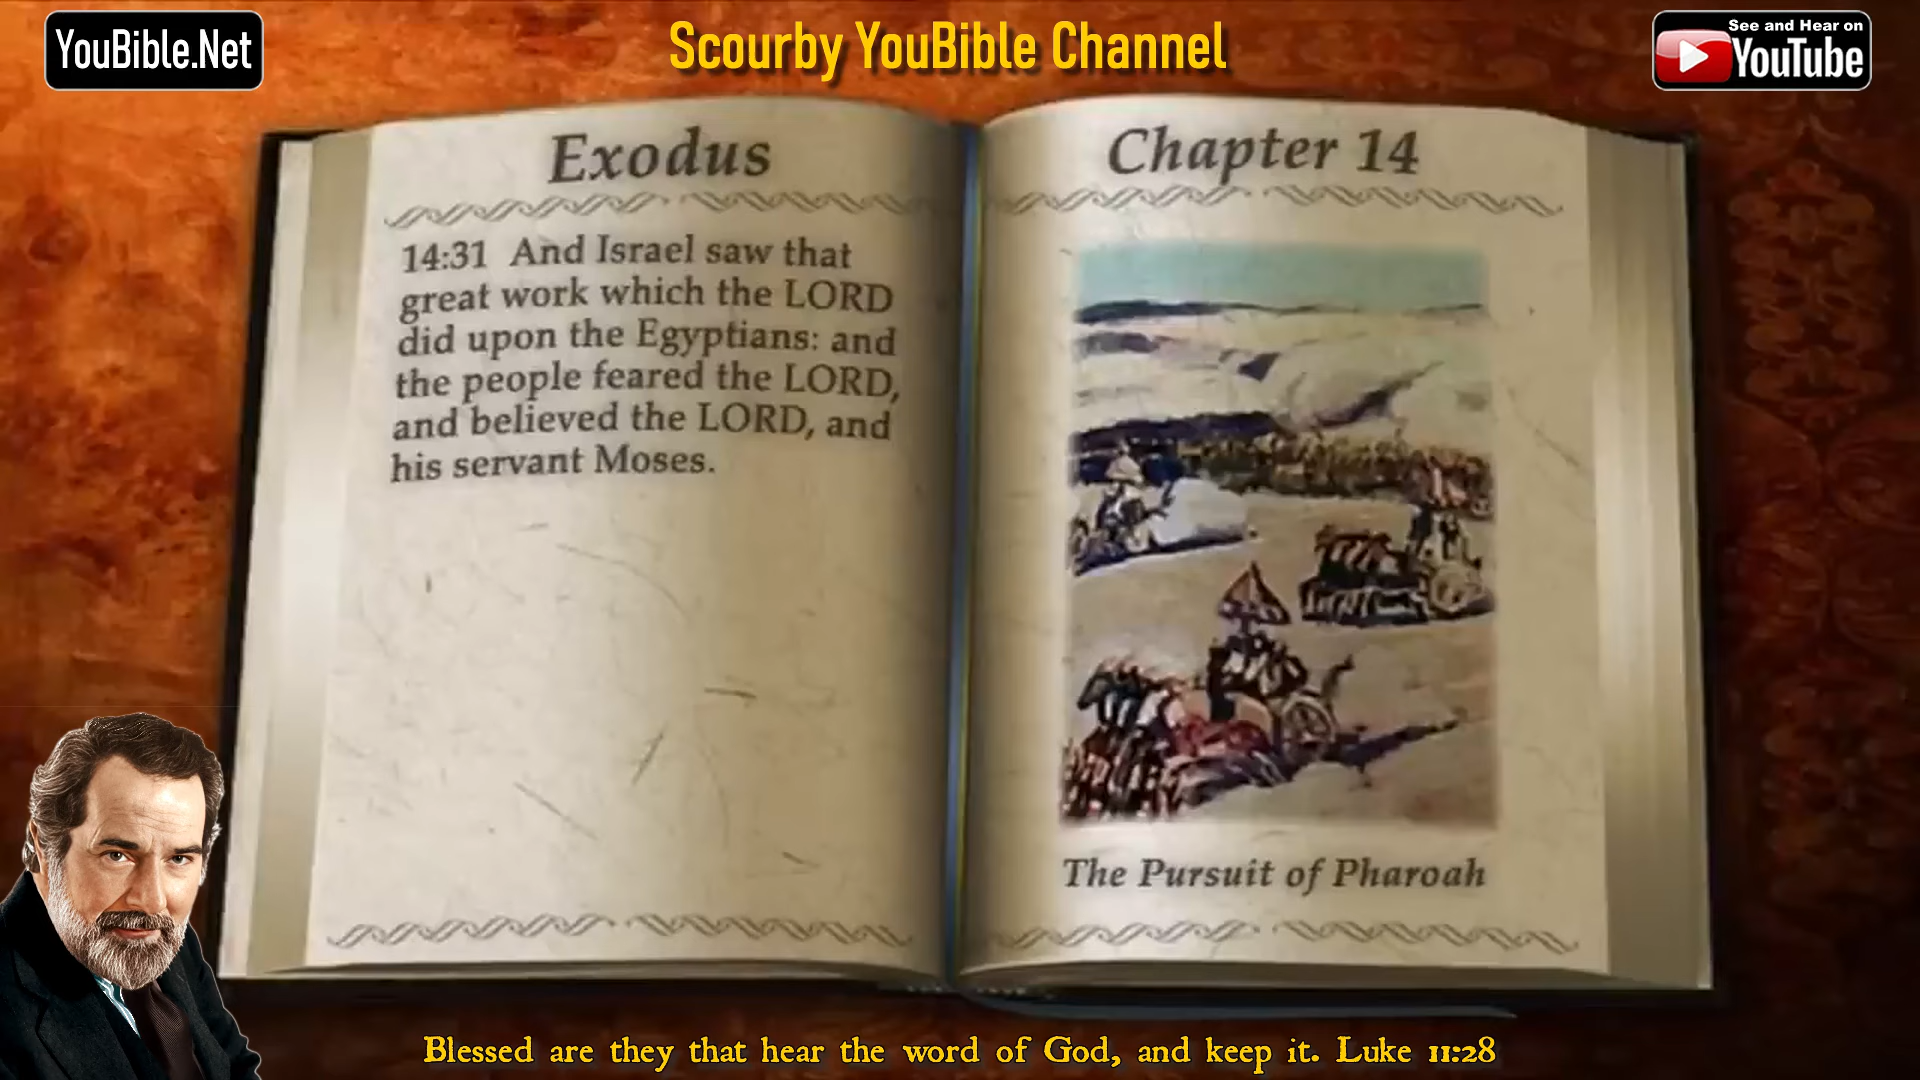 YouBible.Net
Scourby YouBible Channel
See and Hear on
YouTube
Exodus
Chapter 14
14:31 And Israel saw that
great work which the LORD
did upon the Egyptians: and
the people feared the LORD,
and believed the LORD, and
his servant Moses.
The Pursuit of Pharoah
Blessed are they that hear the word of God, and keep it. Luke 11:28